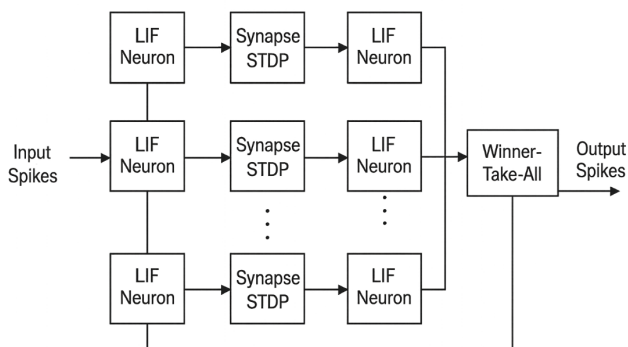 LIF
Neuron
Synapse
STDP
LIF
Neuron
Input
Spikes
LIF
Neuron
Synapse
STDP
LIF
Neuron
Winner-
Take-All
Output
Spikes
LIF
Neuron
Synapse
STDP
LIF
Neuron